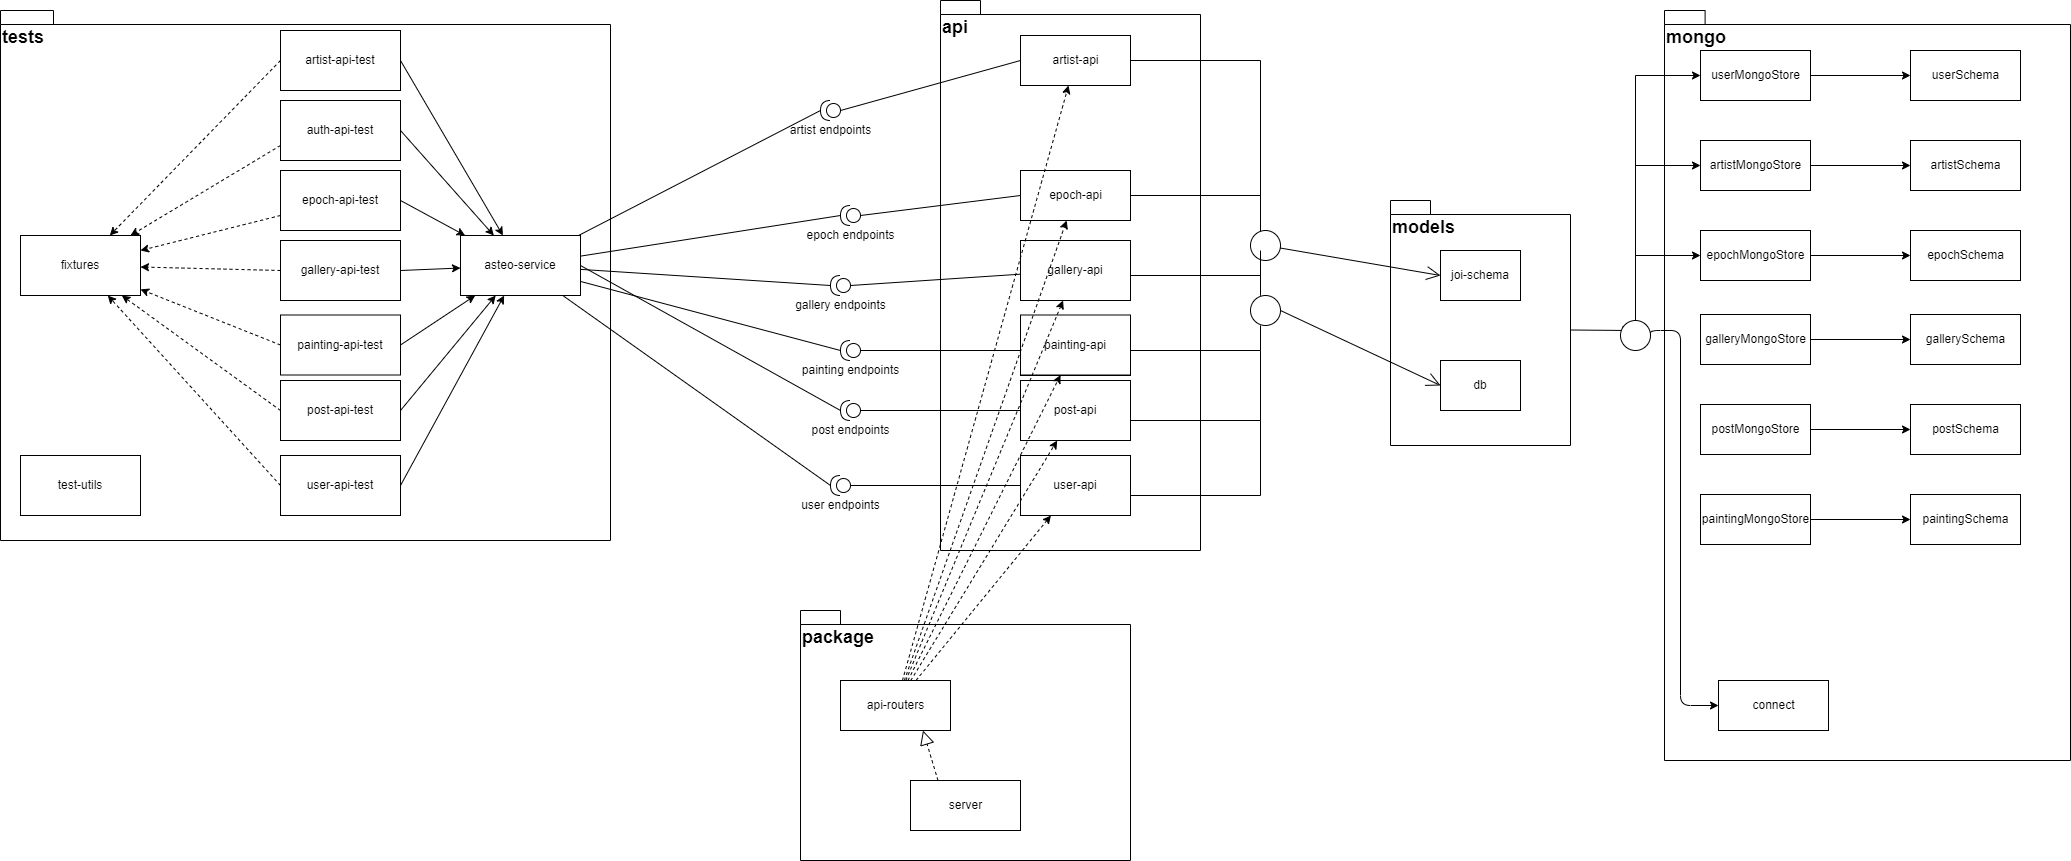 tests
artist-api-test
auth-api-test
epoch-api-test
fixtures
gallery-api-test
asteo-service
painting-api-test
post-api-test
test-utils
user-api-test
artist endpoints
epoch endpoints
gallery endpoints
painting endpoints
post endpoints
user endpoints
api
artist-api
epoch-api
gallery-api
painting-api
post-api
user-api
package
api-routers
server
models
joi-schema
db
mongo
userMongoStore
userSchema
artistMongoStore
artistSchema
epochMongoStore
epochSchema
galleryMongoStore
gallerySchema
postMongoStore
postSchema
paintingMongoStore
paintingSchema
connect